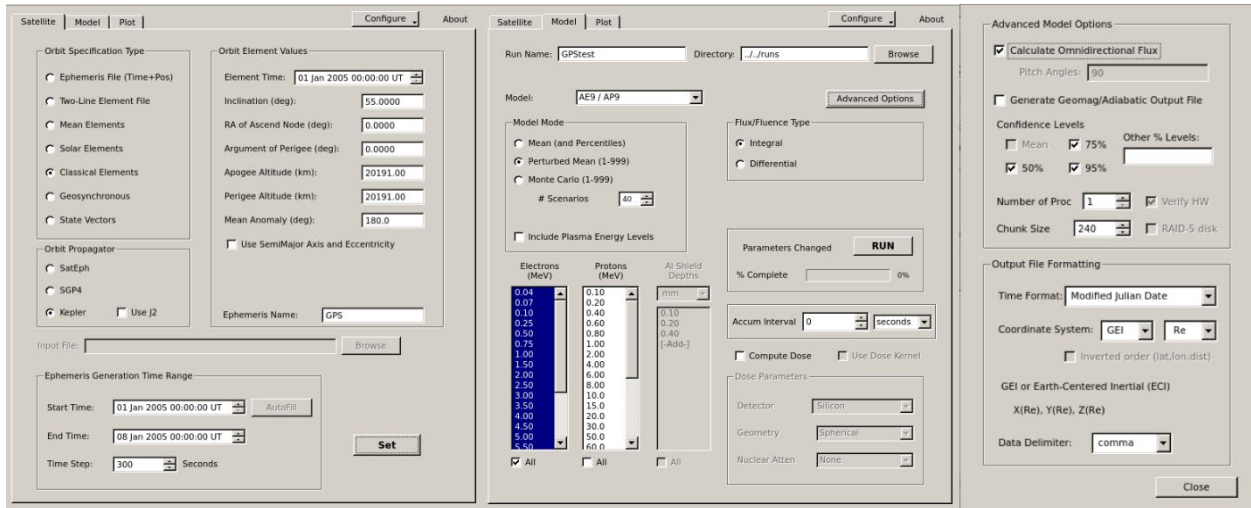 Satellite Model Plot Configure About
Orbit Specification Type
Ephemeris File (Time+Pos)
Two-Line Element File
Mean Elements
Solar Elements
Classical Elements
Geosynchronous
State Vectors
Orbit Propagator
SatEph
SGP4
Kepler Use J2
Orbit Element Values
Element Time: 01 Jan 2005 00:00:00 UT
Inclination (deg): 55.0000
RA of Ascend Node (deg): 0.0000
Argument of Perigee (deg): 0.0000
Apogee Altitude (km): 20191.00
Perigee Altitude (km): 20191.00
Mean Anomaly (deg): 180.0
Use SemiMajor Axis and Eccentricity
Ephemeris Name: GPS
Input File: Browse
Ephemeris Generation Time Range
Start Time: 01 Jan 2005 00:00:00 UT AutoFill
End Time: 08 Jan 2005 00:00:00 UT
Time Step: 300 Seconds
Set
Satellite Model Plot Configure About
Run Name: GPStest Directory: ../../runs Browse
Model: AE9 / AP9 Advanced Options
Model Mode
Mean (and Percentiles)
Perturbed Mean (1-999)
Monte Carlo (1-999)
# Scenarios 40
Include Plasma Energy Levels
Flux/Fluence Type
Integral
Differential
Parameters Changed RUN
% Complete 0%
Electrons
(MeV)
0.04
0.07
0.10
0.25
0.50
0.75
1.00
1.50
2.00
2.50
3.00
3.50
4.00
4.50
5.00
5.50
All
Protons
(MeV)
0.10
0.20
0.40
0.60
0.80
1.00
2.00
4.00
6.00
8.00
10.0
15.0
20.0
30.0
50.0
60.0
All
Al Shield
Depths
mm
0.10
0.20
0.40
[-Add-]
All
Accum Interval 0 seconds
Compute Dose Use Dose Kernel
Dose Parameters
Detector Silicon
Geometry Spherical
Nuclear Atten None
Advanced Model Options
Calculate Omnidirectional Flux
Pitch Angles: 90
Generate Geomag/Adiabatic Output File
Confidence Levels
Mean 75%
50% 95%
Other % Levels:
Number of Proc 1 Verify HW
Chunk Size 240 RAID-5 disk
Output File Formatting
Time Format: Modified Julian Date
Coordinate System: GEI Re
Inverted order (lat,lon,dist)
GEI or Earth-Centered Inertial (ECI)
X(Re), Y(Re), Z(Re)
Data Delimiter: comma
Close